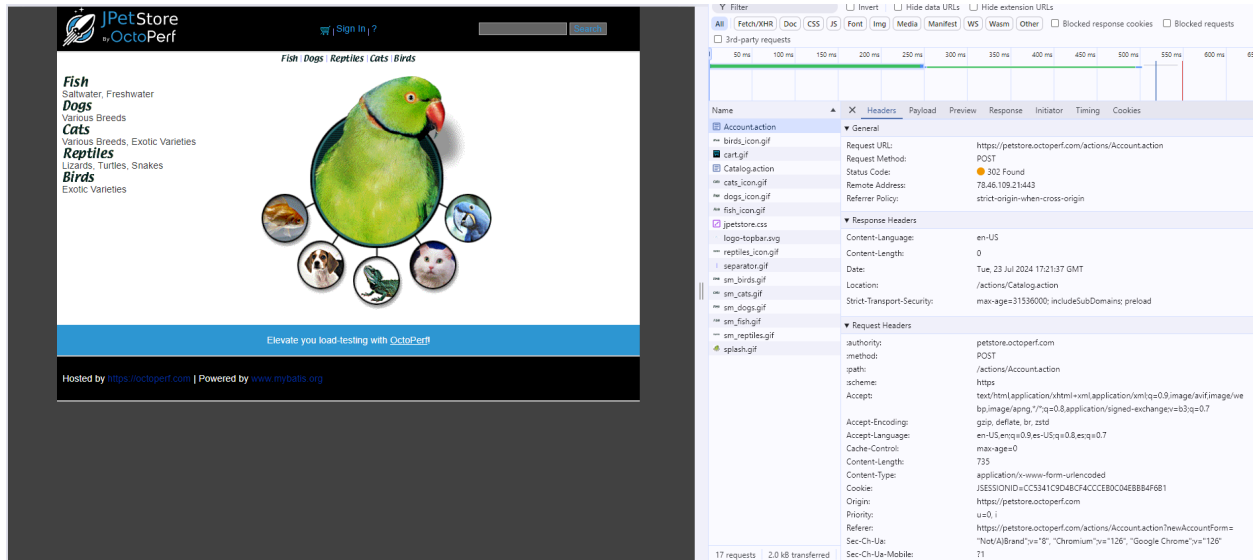 JPetStore
By OctoPerf
Sign In | ?
Search
Fish | Dogs | Reptiles | Cats | Birds
Fish
Saltwater, Freshwater
Dogs
Various Breeds
Cats
Various Breeds, Exotic Varieties
Reptiles
Lizards, Turtles, Snakes
Birds
Exotic Varieties
Elevate you load-testing with OctoPerf!
Hosted by https://octoperf.com | Powered by www.mybatis.org
Filter
Invert
Hide data URLs
Hide extension URLs
All Fetch/XHR Doc CSS JS Font Img Media Manifest WS Wasm Other
Blocked response cookies
Blocked requests
3rd-party requests
50 ms 100 ms 150 ms 200 ms 250 ms 300 ms 350 ms 400 ms 450 ms 500 ms 550 ms 600 ms
Name
Account.action
birds_icon.gif
cart.gif
Catalog.action
cats_icon.gif
dogs_icon.gif
fish_icon.gif
jpetstore.css
logo-topbar.svg
reptiles_icon.gif
separator.gif
sm_birds.gif
sm_cats.gif
sm_dogs.gif
sm_fish.gif
sm_reptiles.gif
splash.gif
17 requests 2.0 kB transferred
Headers Payload Preview Response Initiator Timing Cookies
General
Request URL: https://petstore.octoperf.com/actions/Account.action
Request Method: POST
Status Code: 302 Found
Remote Address: 78.46.109.21:443
Referrer Policy: strict-origin-when-cross-origin
Response Headers
Content-Language: en-US
Content-Length: 0
Date: Tue, 23 Jul 2024 17:21:37 GMT
Location: /actions/Catalog.action
Strict-Transport-Security: max-age=31536000; includeSubDomains; preload
Request Headers
:authority: petstore.octoperf.com
:method: POST
:path: /actions/Account.action
:scheme: https
Accept: text/html,application/xhtml+xml,application/xml;q=0.9,image/avif,image/we
bp,image/apng,*/*;q=0.8,application/signed-exchange;v=b3;q=0.7
Accept-Encoding: gzip, deflate, br, zstd
Accept-Language: en-US,en;q=0.9,es-US;q=0.8,es;q=0.7
Cache-Control: max-age=0
Content-Length: 735
Content-Type: application/x-www-form-urlencoded
Cookie: JSESSIONID=CC5341C9D4BCF4CCCEB0C04EBBB4F6B1
Origin: https://petstore.octoperf.com
Priority: u=0, i
Referer: https://petstore.octoperf.com/actions/Account.action?newAccountForm=
Sec-Ch-Ua: "Not/A)Brand";v="8", "Chromium";v="126", "Google Chrome";v="126"
Sec-Ch-Ua-Mobile: ?1